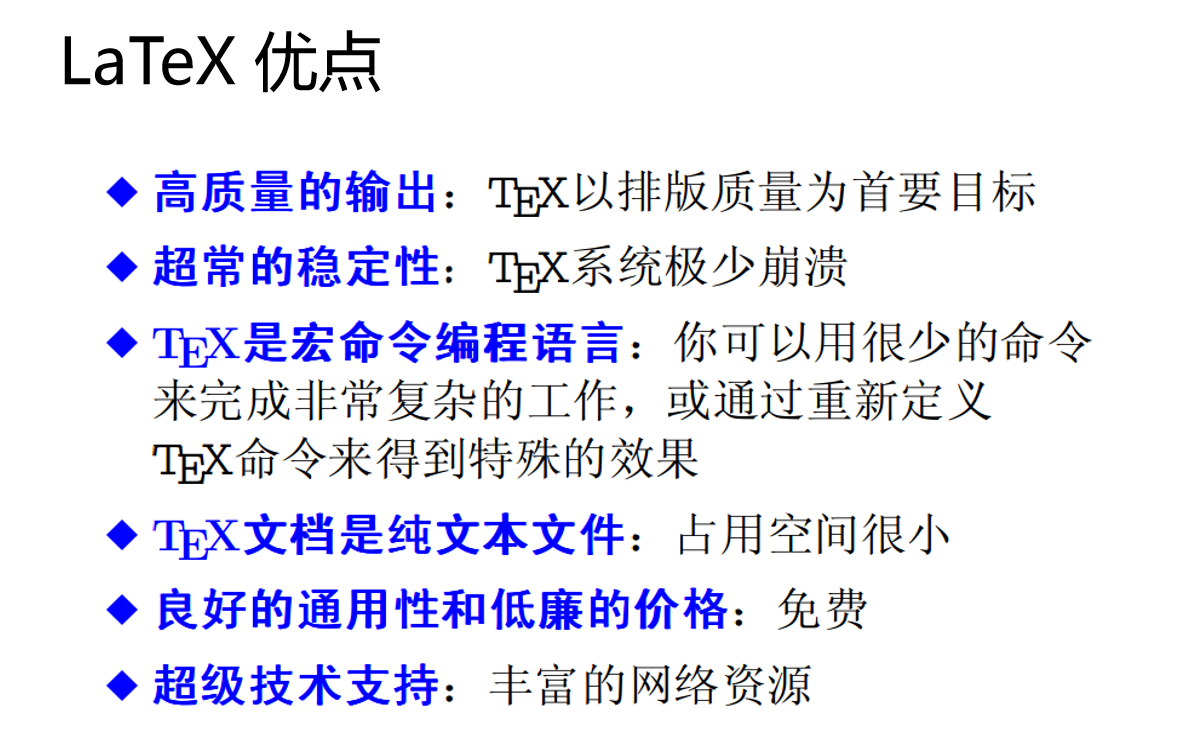 LaTeX 优点
◆ 高质量的输出：TEX以排版质量为首要目标
◆ 超常的稳定性：TEX系统极少崩溃
◆ TEX是宏命令编程语言：你可以用很少的命令
来完成非常复杂的工作，或通过重新定义
TEX命令来得到特殊的效果
◆ TEX文档是纯文本文件：占用空间很小
◆ 良好的通用性和低廉的价格：免费
◆ 超级技术支持：丰富的网络资源